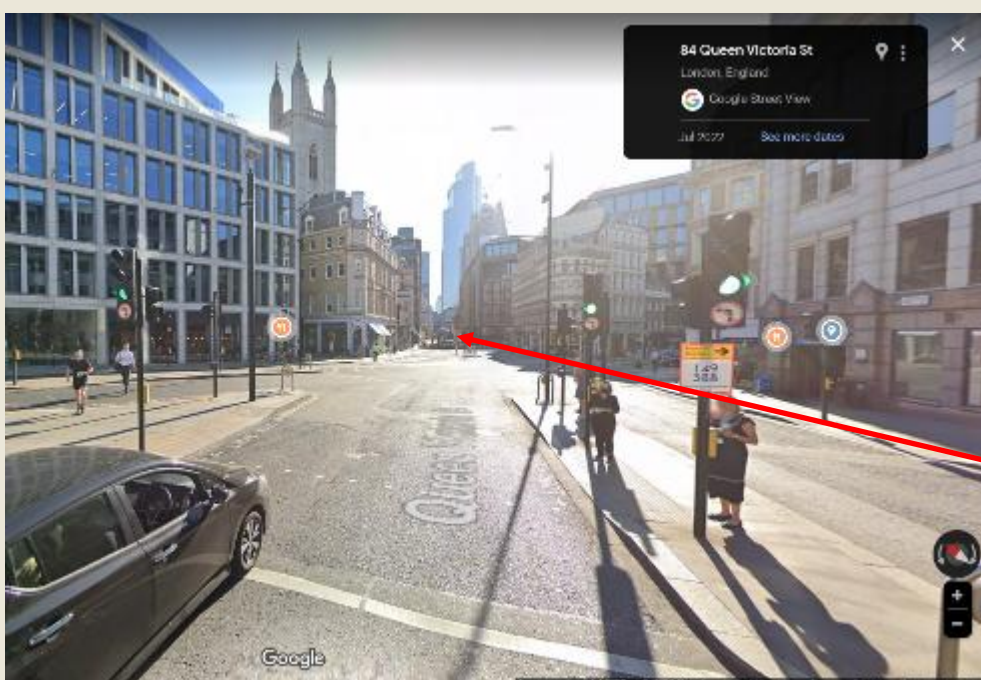 84 Queen Victoria St
London, England
Google Street View
Jul 2022 See more dates
149
388
Queen
Google